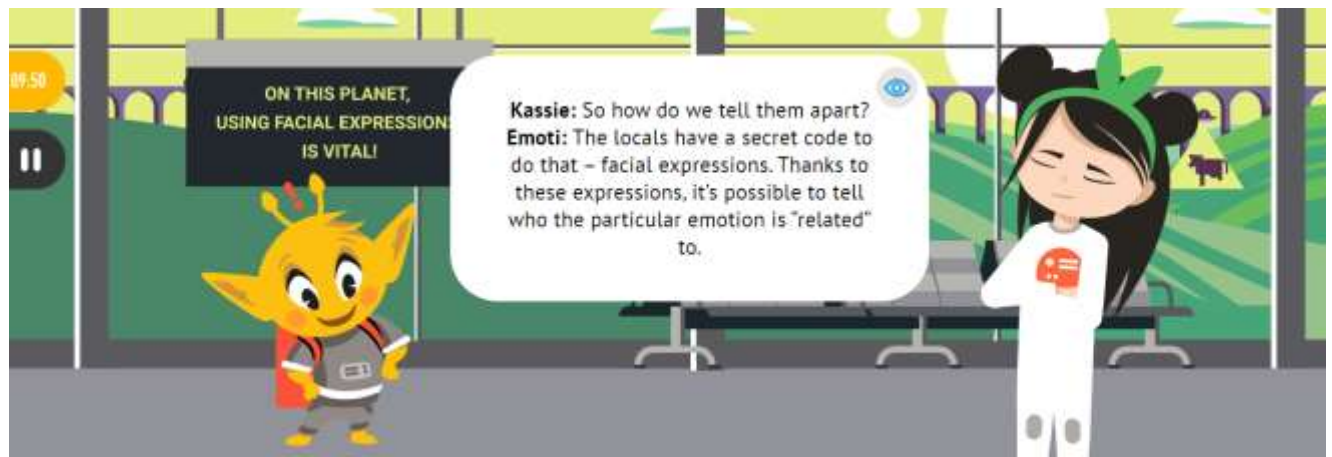 09:50
ON THIS PLANET,
USING FACIAL EXPRESSIONS
IS VITAL!
Kassie: So how do we tell them apart?
Emoti: The locals have a secret code to
do that – facial expressions. Thanks to
these expressions, it's possible to tell
who the particular emotion is "related"
to.